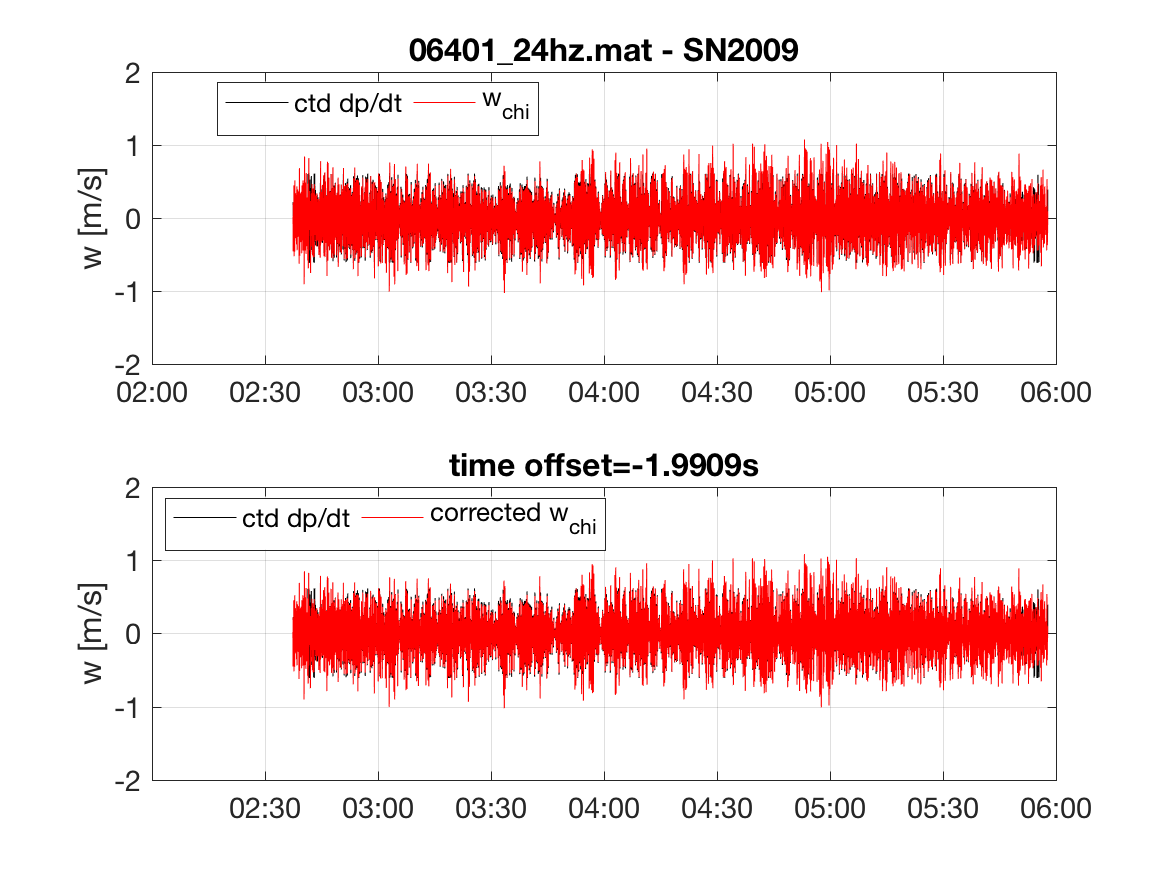 06401_24hz.mat - SN2009
2
ctd dp/dt w_chi
1
w [m/s]
0
-1
-2
02:00 02:30 03:00 03:30 04:00 04:30 05:00 05:30 06:00
time offset=-1.9909s
2
ctd dp/dt corrected w_chi
1
w [m/s]
0
-1
-2
02:30 03:00 03:30 04:00 04:30 05:00 05:30 06:00